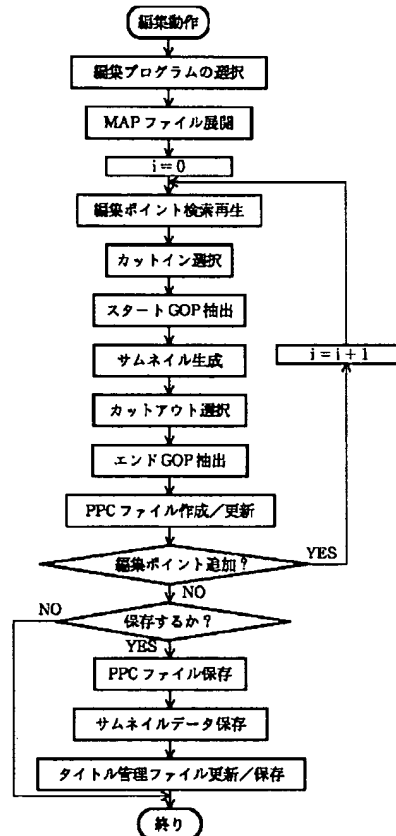 編集動作
編集プログラムの選択
MAPファイル展開
i=0
編集ポイント検索再生
カットイン選択
スタートGOP抽出
サムネイル生成
i=i+1
カットアウト選択
エンドGOP抽出
PPCファイル作成/更新
編集ポイント追加?
YES
NO
NO
保存するか?
YES
PPCファイル保存
サムネイルデータ保存
タイトル管理ファイル更新/保存
終り